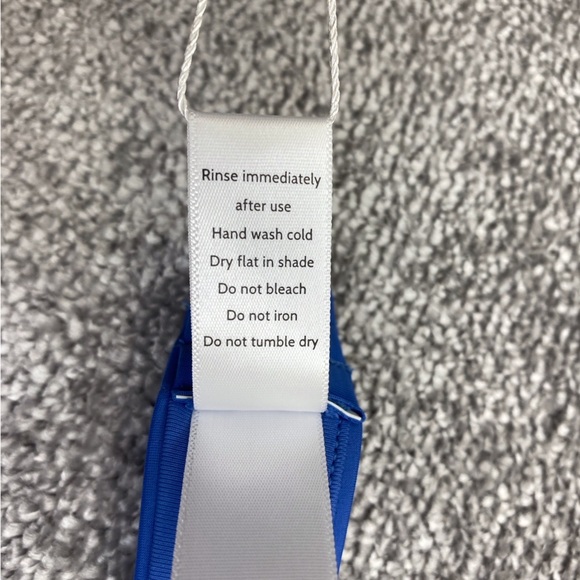 Rinse immediately
after use
Hand wash cold
Dry flat in shade
Do not bleach
Do not iron
Do not tumble dry